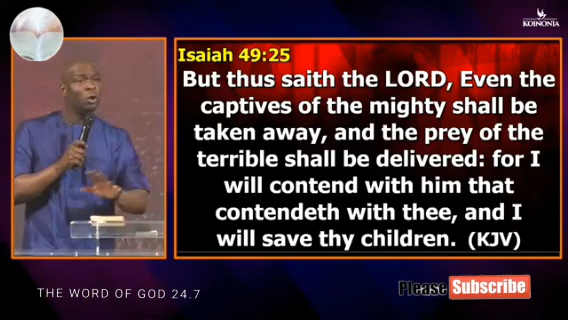 KOINONIA
Isaiah 49:25
But thus saith the LORD, Even the
captives of the mighty shall be
taken away, and the prey of the
terrible shall be delivered: for I
will contend with him that
contendeth with thee, and I
will save thy children. (KJV)
THE WORD OF GOD 24.7
Please Subscribe